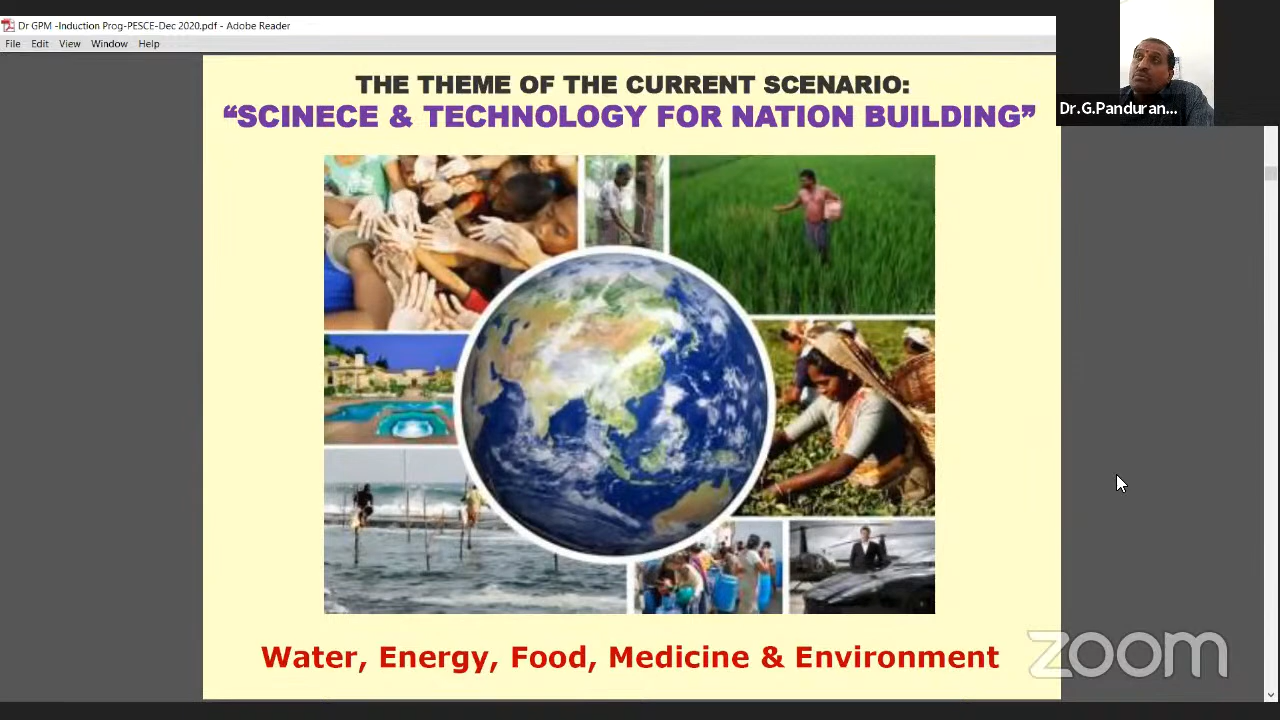 Dr GPM -Induction Prog-PESCE-Dec 2020.pdf - Adobe Reader
File Edit View Window Help
THE THEME OF THE CURRENT SCENARIO:
“SCINECE & TECHNOLOGY FOR NATION BUILDING”
Dr.G.Panduran...
Water, Energy, Food, Medicine & Environment
zoom